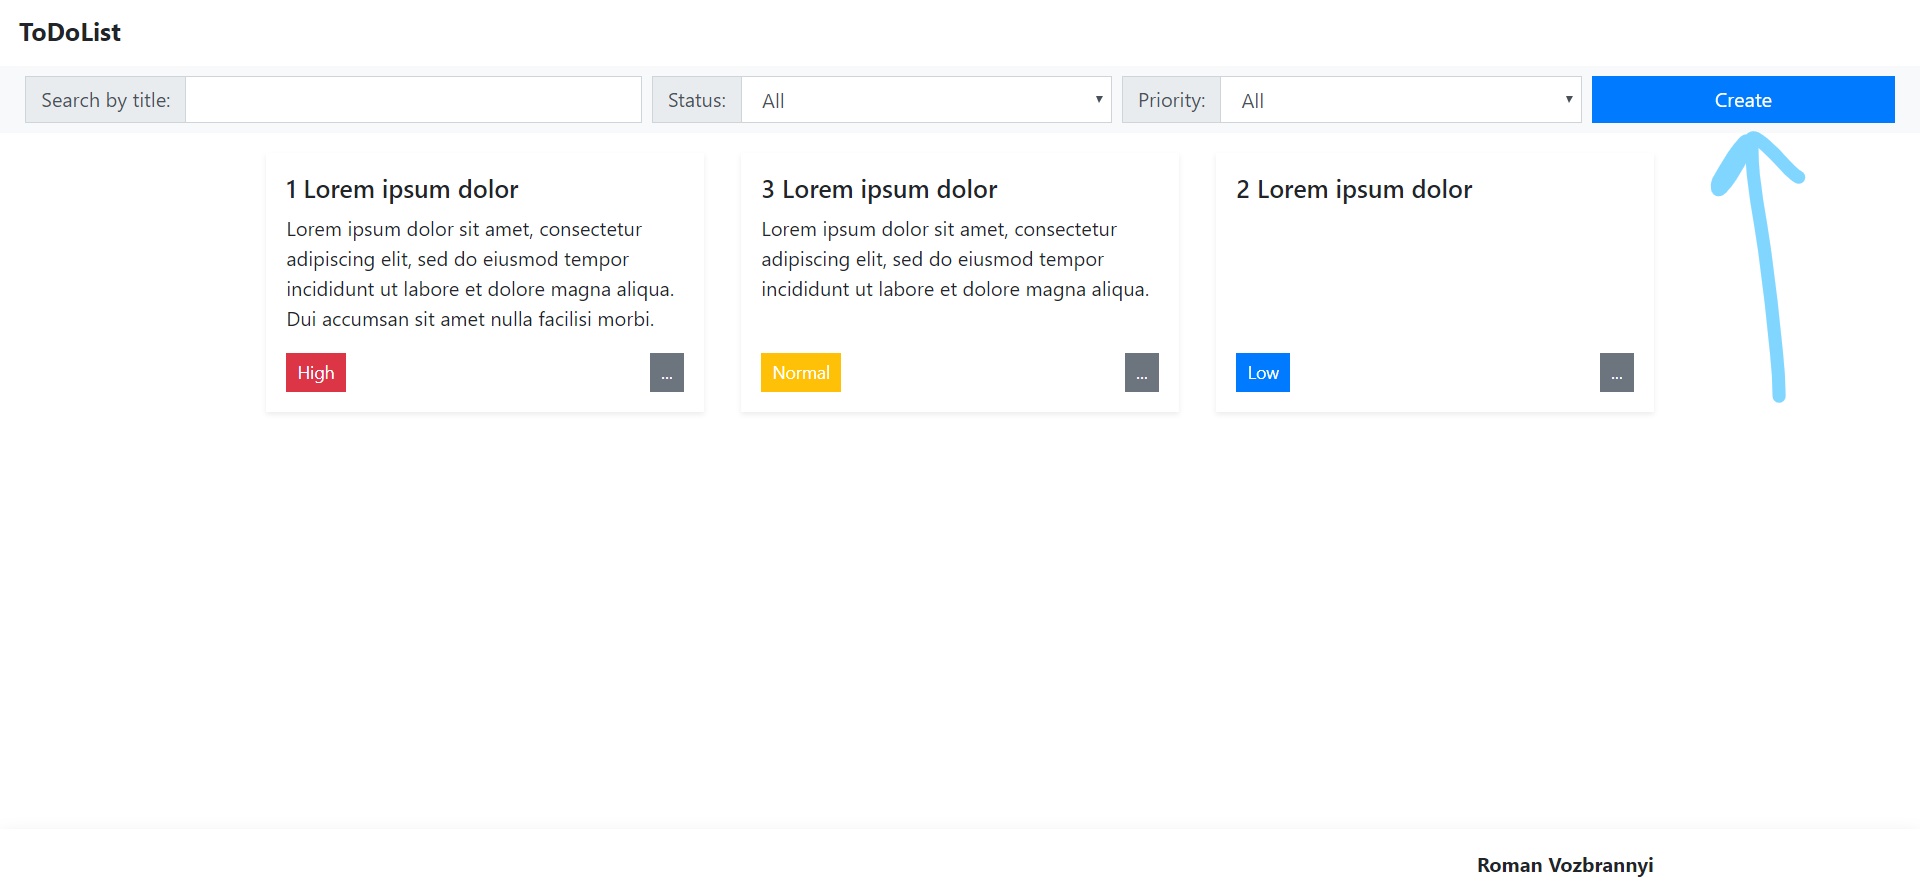 ToDoList
Search by title:
Status: All
Priority: All
Create
1 Lorem ipsum dolor
Lorem ipsum dolor sit amet, consectetur
adipiscing elit, sed do eiusmod tempor
incididunt ut labore et dolore magna aliqua.
Dui accumsan sit amet nulla facilisi morbi.
High
...
3 Lorem ipsum dolor
Lorem ipsum dolor sit amet, consectetur
adipiscing elit, sed do eiusmod tempor
incididunt ut labore et dolore magna aliqua.
Normal
...
2 Lorem ipsum dolor
Low
...
Roman Vozbrannyi